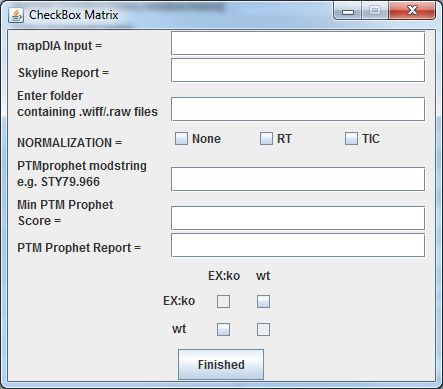 CheckBox Matrix
mapDIA Input =
Skyline Report =
Enter folder
containing .wiff/.raw files
NORMALIZATION = None RT TIC
PTMprophet modstring
e.g. STY79.966
Min PTM Prophet
Score =
PTM Prophet Report =
EX:ko wt
EX:ko
wt
Finished